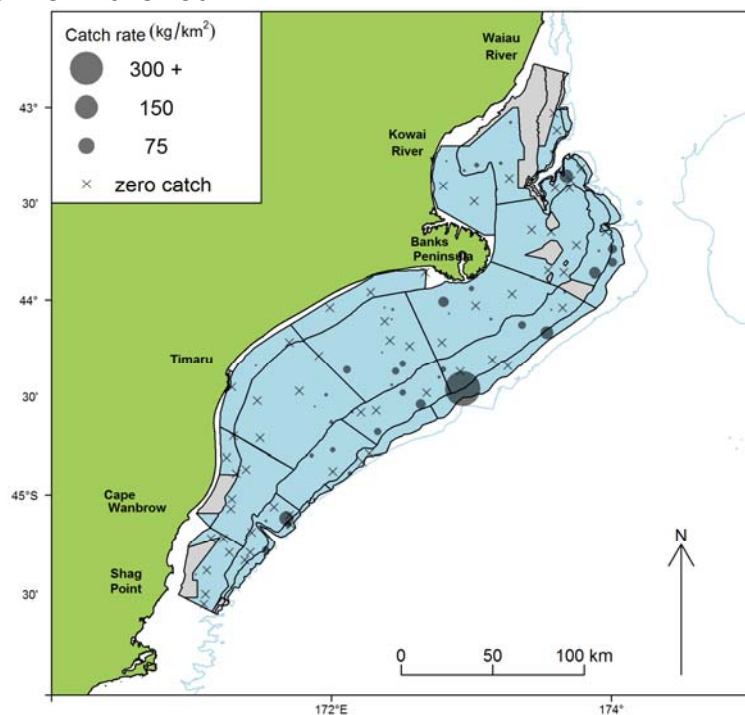 Catch rate (kg/km²)
300 +
150
75
zero catch
Waiau
River
Kowai
River
Banks
Peninsula
Timaru
Cape
Wanbrow
Shag
Point
43°
30'
44°
30'
45°S
30'
172°E
174°
0 50 100 km
N